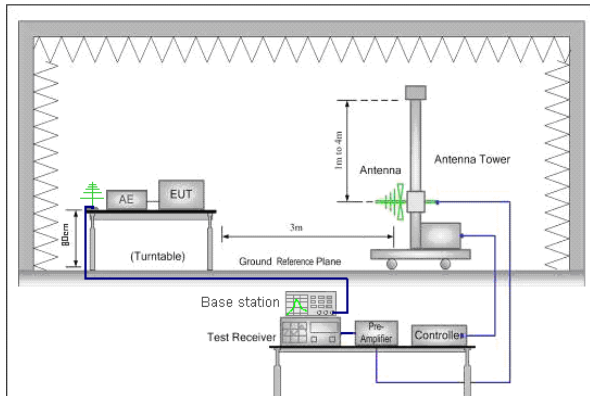 1m to 4m
Antenna
Antenna Tower
AE
EUT
80cm
3m
(Turntable)
Ground Reference Plane
Base station
Test Receiver
Pre-
Amplifier
Controller